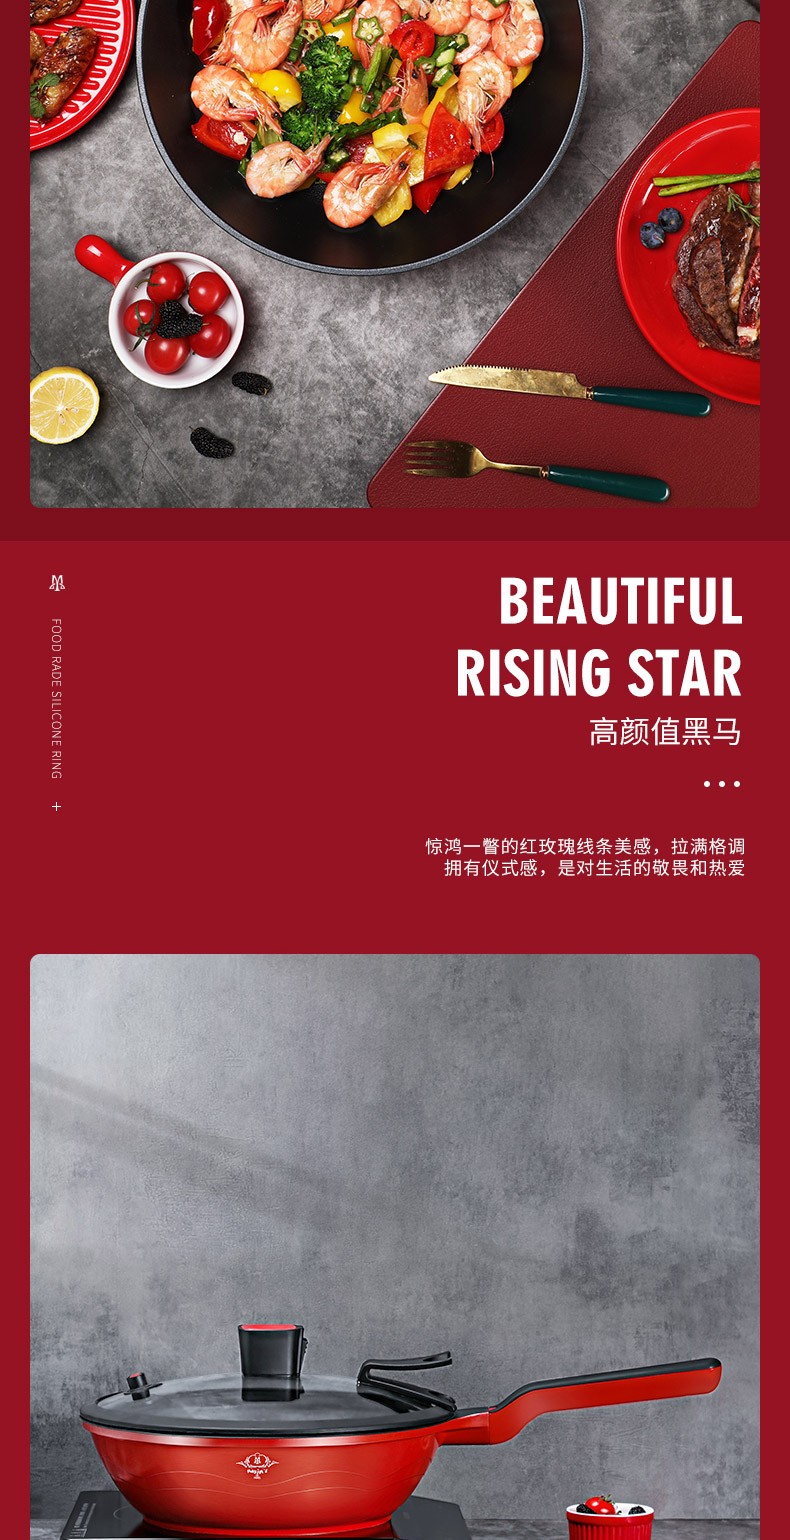 BEAUTIFUL
RISING STAR
高颜值黑马
FOOD RADE SILICONE RING
惊鸿一瞥的红玫瑰线条美感，拉满格调
拥有仪式感，是对生活的敬畏和热爱